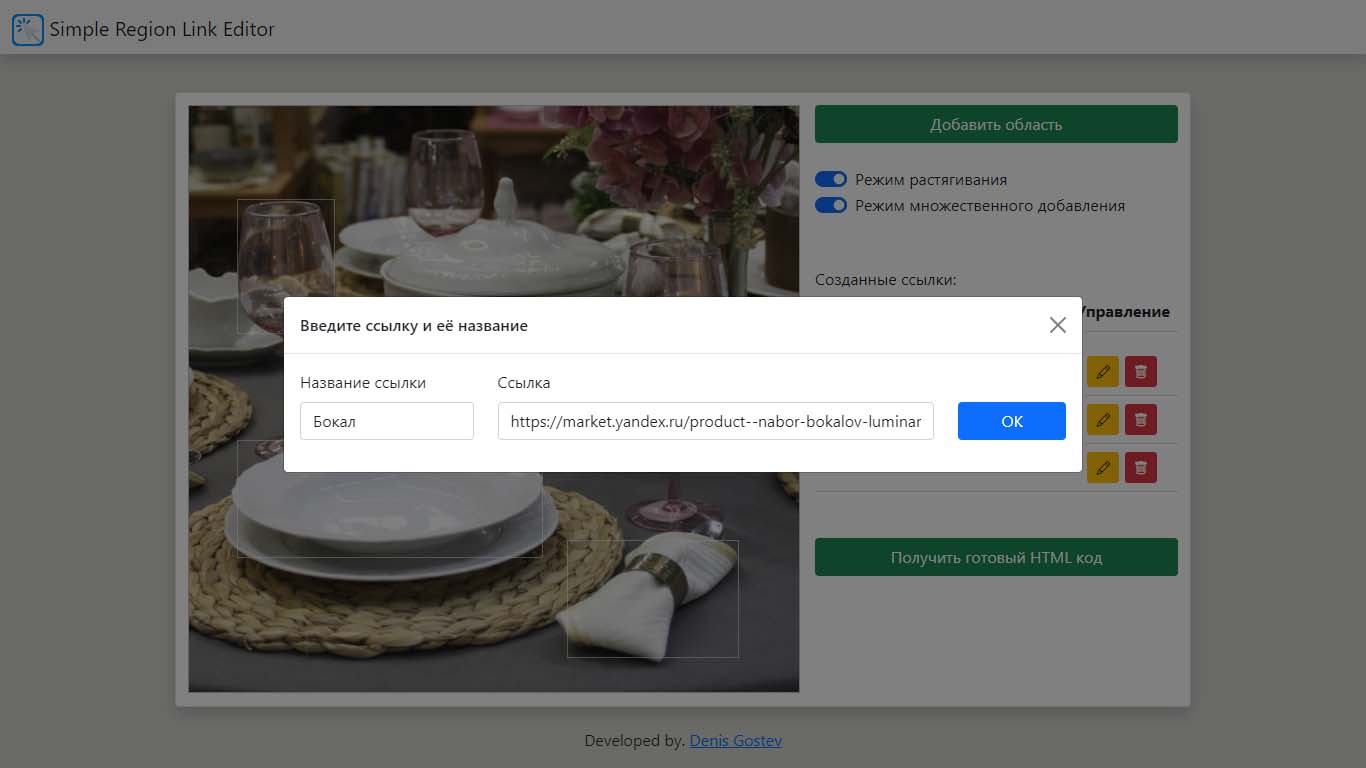 Simple Region Link Editor
Добавить область
Режим растягивания
Режим множественного добавления
Созданные ссылки:
Управление
Введите ссылку и её название
Название ссылки
Ссылка
Бокал
https://market.yandex.ru/product--nabor-bokalov-luminar
OK
Получить готовый HTML код
Developed by. Denis Gostev